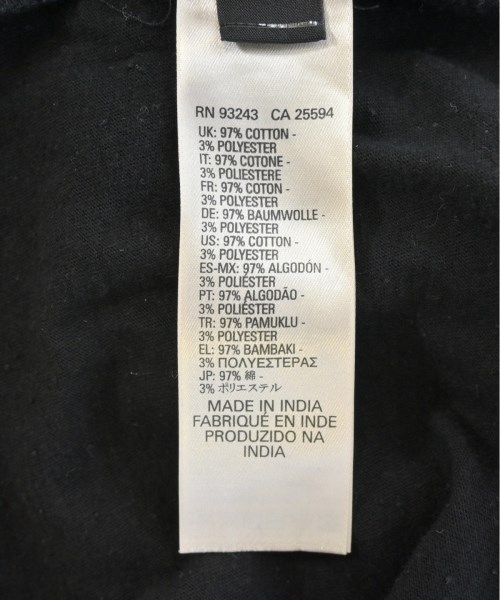 RN 93243 CA 25594
UK: 97% COTTON -
3% POLYESTER
IT: 97% COTONE -
3% POLIESTERE
FR: 97% COTON -
3% POLYESTER
DE: 97% BAUMWOLLE -
3% POLYESTER
US: 97% COTTON -
3% POLYESTER
ES-MX: 97% ALGODÓN -
3% POLIÉSTER
PT: 97% ALGODÃO -
3% POLIÉSTER
TR: 97% PAMUKLU -
3% POLYESTER
EL: 97% BAMBAKI -
3% ΠΟΛΥΕΣΤΕΡΑΣ
JP: 97% 綿 -
3% ポリエステル
MADE IN INDIA
FABRIQUÉ EN INDE
PRODUZIDO NA
INDIA